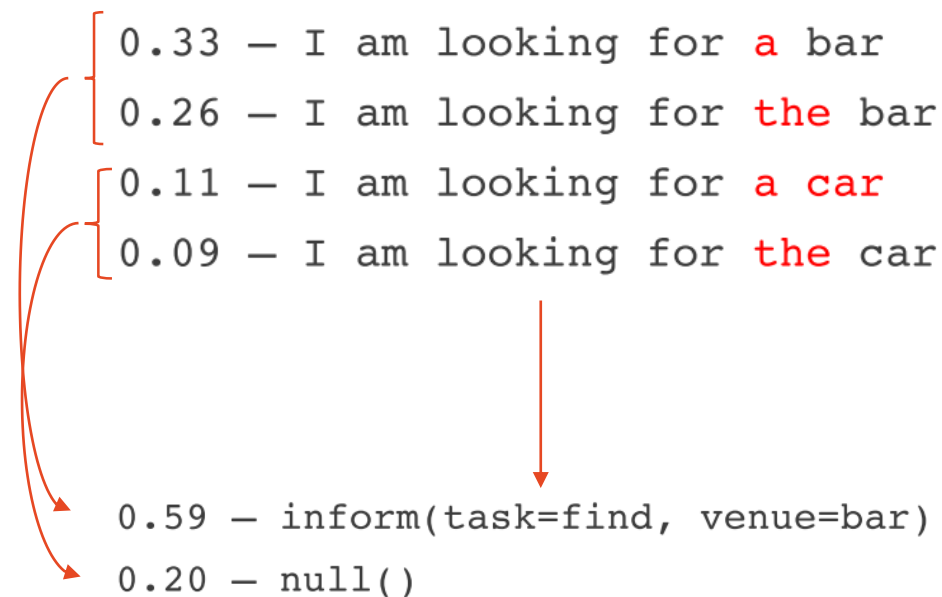 0.33 – I am looking for a bar
0.26 – I am looking for the bar
0.11 – I am looking for a car
0.09 – I am looking for the car
0.59 – inform(task=find, venue=bar)
0.20 – null()